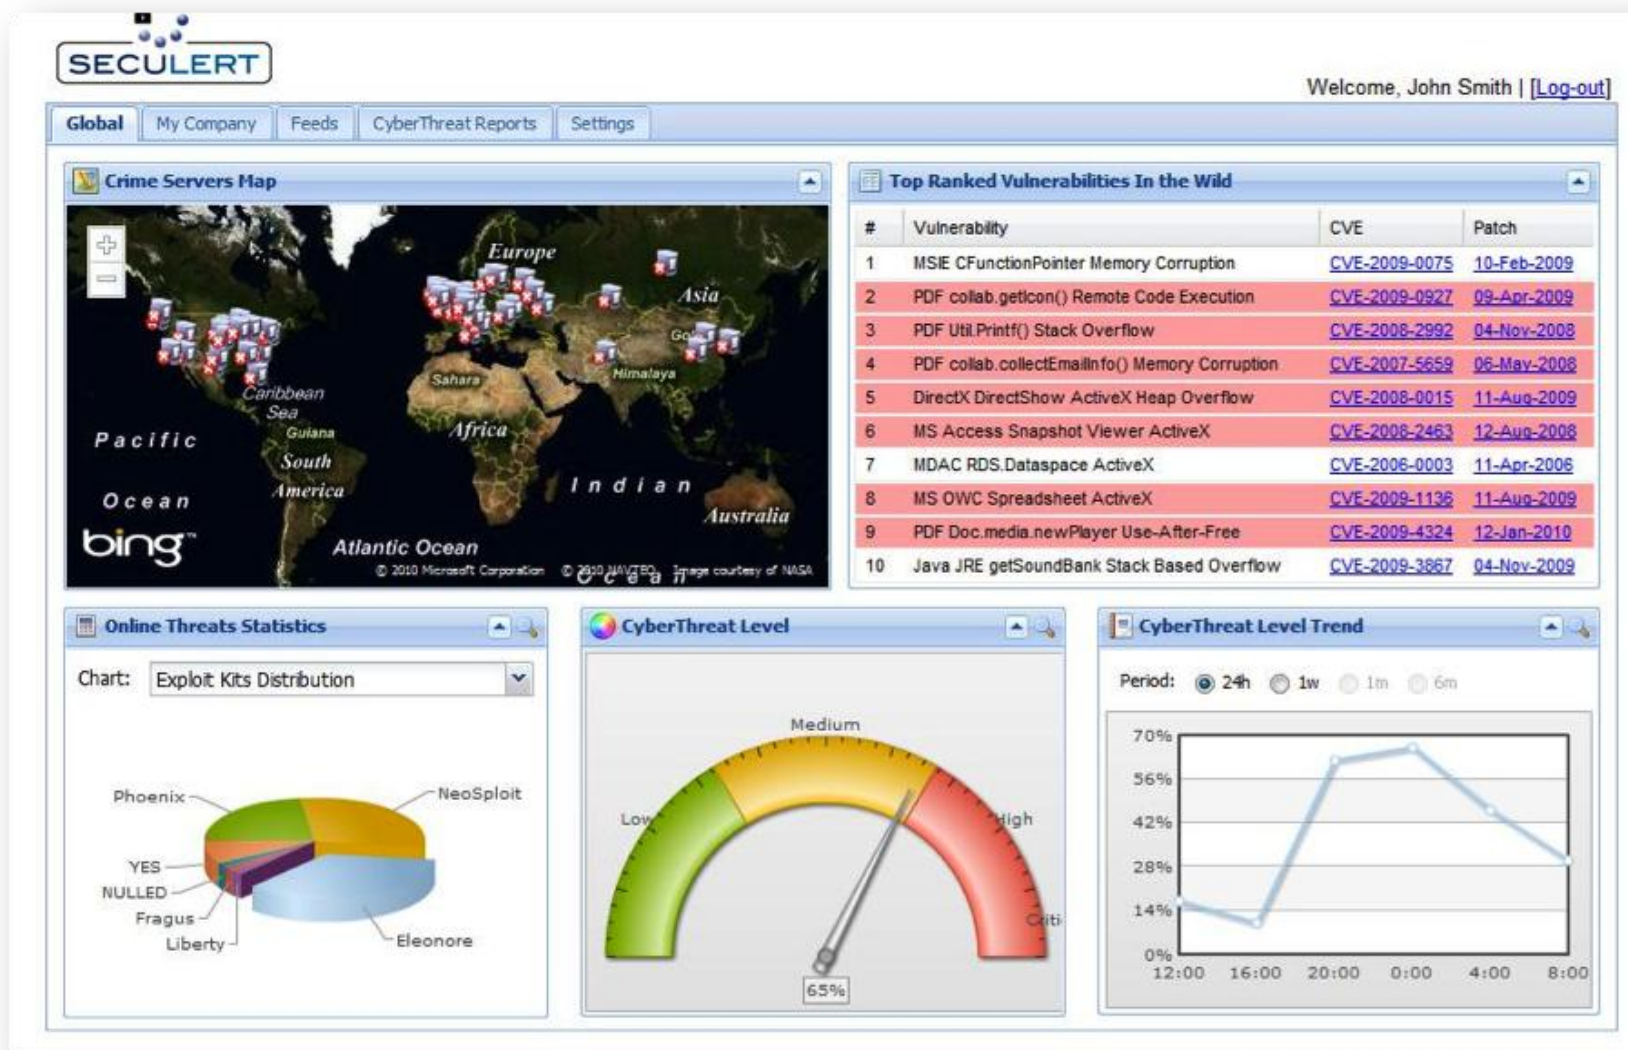 SECULERT
Welcome, John Smith | [Log-out]
Global My Company Feeds CyberThreat Reports Settings
Crime Servers Map
Europe
Asia
Himalaya
Sahara
Caribbean
Sea
Guiana
Africa
Pacific
South
America
Indian
Ocean
Australia
bing™
Atlantic Ocean
© 2010 Microsoft Corporation © 2010 NAVTEQ Image courtesy of NASA
Ocean
Top Ranked Vulnerabilities In the Wild
# Vulnerability CVE Patch
1 MSIE CFunctionPointer Memory Corruption CVE-2009-0075 10-Feb-2009
2 PDF collab.getIcon() Remote Code Execution CVE-2009-0927 09-Apr-2009
3 PDF Util.Printf() Stack Overflow CVE-2008-2992 04-Nov-2008
4 PDF collab.collectEmailInfo() Memory Corruption CVE-2007-5659 06-May-2008
5 DirectX DirectShow ActiveX Heap Overflow CVE-2008-0015 11-Aug-2009
6 MS Access Snapshot Viewer ActiveX CVE-2008-2463 12-Aug-2008
7 MDAC RDS.Dataspace ActiveX CVE-2006-0003 11-Apr-2006
8 MS OWC Spreadsheet ActiveX CVE-2009-1136 11-Aug-2009
9 PDF Doc.media.newPlayer Use-After-Free CVE-2009-4324 12-Jan-2010
10 Java JRE getSoundBank Stack Based Overflow CVE-2009-3867 04-Nov-2009
Online Threats Statistics
Chart: Exploit Kits Distribution
Phoenix
NeoSploit
YES
NULLED
Fragus
Liberty
Eleonore
CyberThreat Level
Medium
Low
High
Criti
65%
CyberThreat Level Trend
Period: 24h 1w 1m 6m
70%
56%
42%
28%
14%
0%
12:00 16:00 20:00 0:00 4:00 8:00